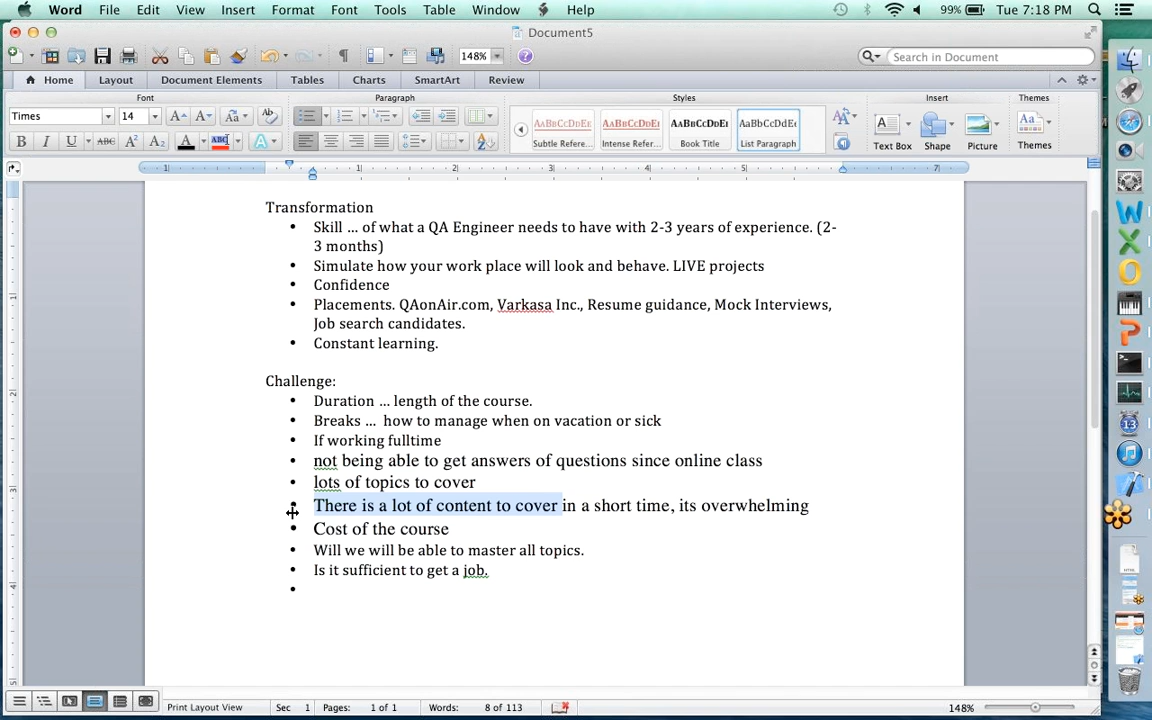 Word File Edit View Insert Format Font Tools Table Window Help 99% Tue 7:18 PM
Document5
148% Search in Document
Home Layout Document Elements Tables Charts SmartArt Review
Font Paragraph Styles Insert Themes
Times 14
AaBbCcDdEe AaBbCcDdEe AaBbCcDdEe AaBbCcDdEe
Subtle Refere... Intense Refer... Book Title List Paragraph Text Box Shape Picture Themes
Transformation
• Skill ... of what a QA Engineer needs to have with 2-3 years of experience. (2-
3 months)
• Simulate how your work place will look and behave. LIVE projects
• Confidence
• Placements. QAonAir.com, Varkasa Inc., Resume guidance, Mock Interviews,
Job search candidates.
• Constant learning.
Challenge:
• Duration ... length of the course.
• Breaks ... how to manage when on vacation or sick
• If working fulltime
• not being able to get answers of questions since online class
• lots of topics to cover
• There is a lot of content to cover in a short time, its overwhelming
• Cost of the course
• Will we will be able to master all topics.
• Is it sufficient to get a job.
•
Print Layout View Sec 1 Pages: 1 of 1 Words: 8 of 113 148%